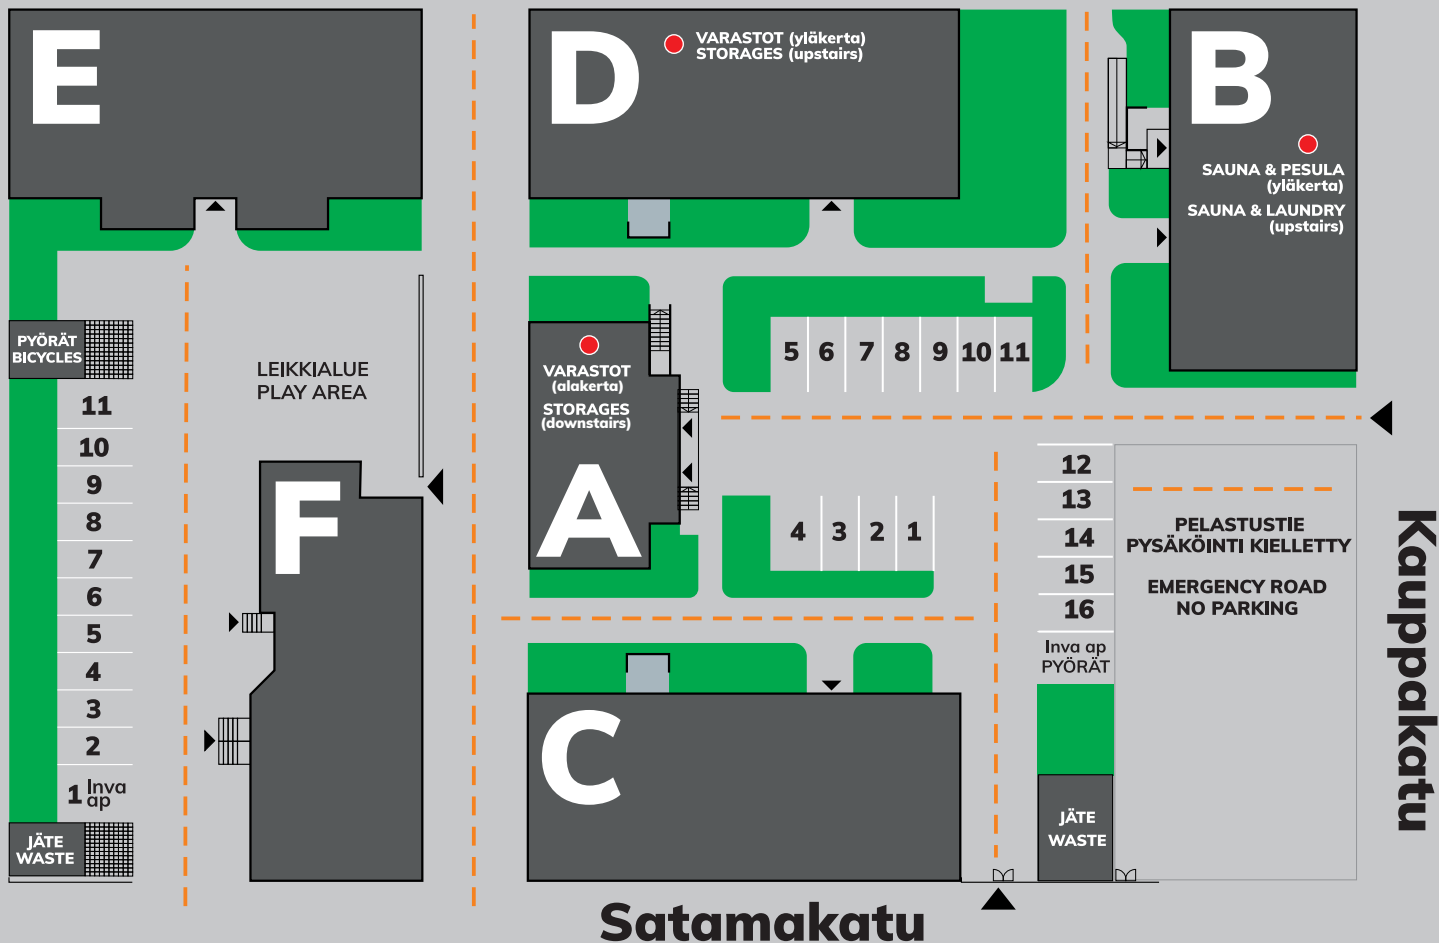 E
D
VARASTOT (yläkerta)
STORAGES (upstairs)
B
SAUNA & PESULA
(yläkerta)
SAUNA & LAUNDRY
(upstairs)
PYÖRÄT
BICYCLES
LEIKKIALUE
PLAY AREA
VARASTOT
(alakerta)
STORAGES
(downstairs)
A
5 6 7 8 9 10 11
4 3 2 1
11
10
9
8
7
6
5
4
3
2
1 Inva
ap
JÄTE
WASTE
F
C
12
13
14
15
16
Inva ap
PYÖRÄT
JÄTE
WASTE
PELASTUSTIE
PYSÄKÖINTI KIELLETTY
EMERGENCY ROAD
NO PARKING
Kauppakatu
Satamakatu